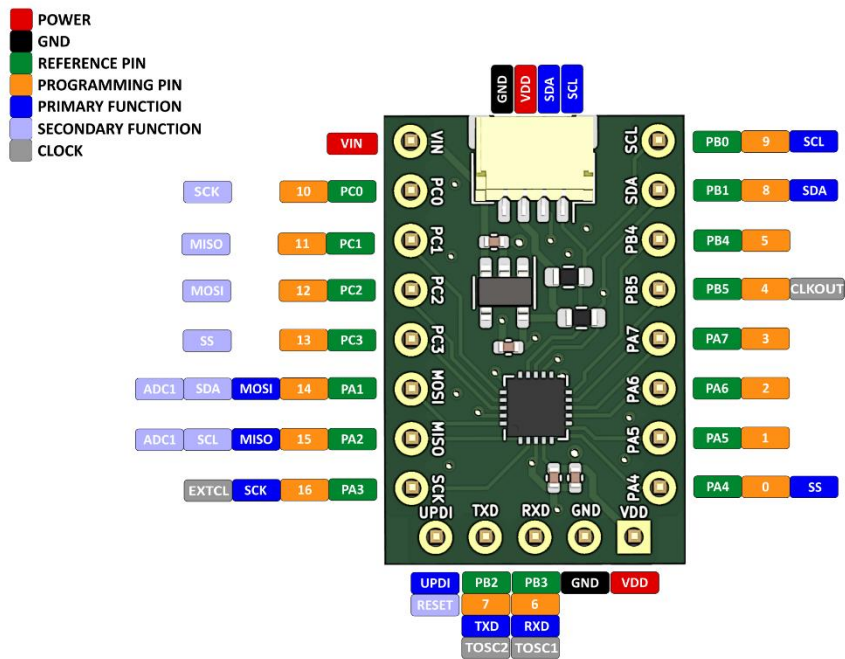 POWER
GND
REFERENCE PIN
PROGRAMMING PIN
PRIMARY FUNCTION
SECONDARY FUNCTION
CLOCK
GND VDD SDA SCL
VIN VIN SCL PB0 9 SCL
SCK 10 PC0 PC0 SDA PB1 8 SDA
MISO 11 PC1 PC1 PB4 PB4 5
MOSI 12 PC2 PC2 PB5 PB5 4 CLKOUT
SS 13 PC3 PC3 PA7 PA7 3
ADC1 SDA MOSI 14 PA1 MOSI PA6 PA6 2
ADC1 SCL MISO 15 PA2 MISO PA5 PA5 1
EXTCL SCK 16 PA3 SCK PA4 PA4 0 SS
UPDI TXD RXD GND VDD
UPDI PB2 PB3 GND VDD
RESET 7 6
TXD RXD
TOSC2 TOSC1